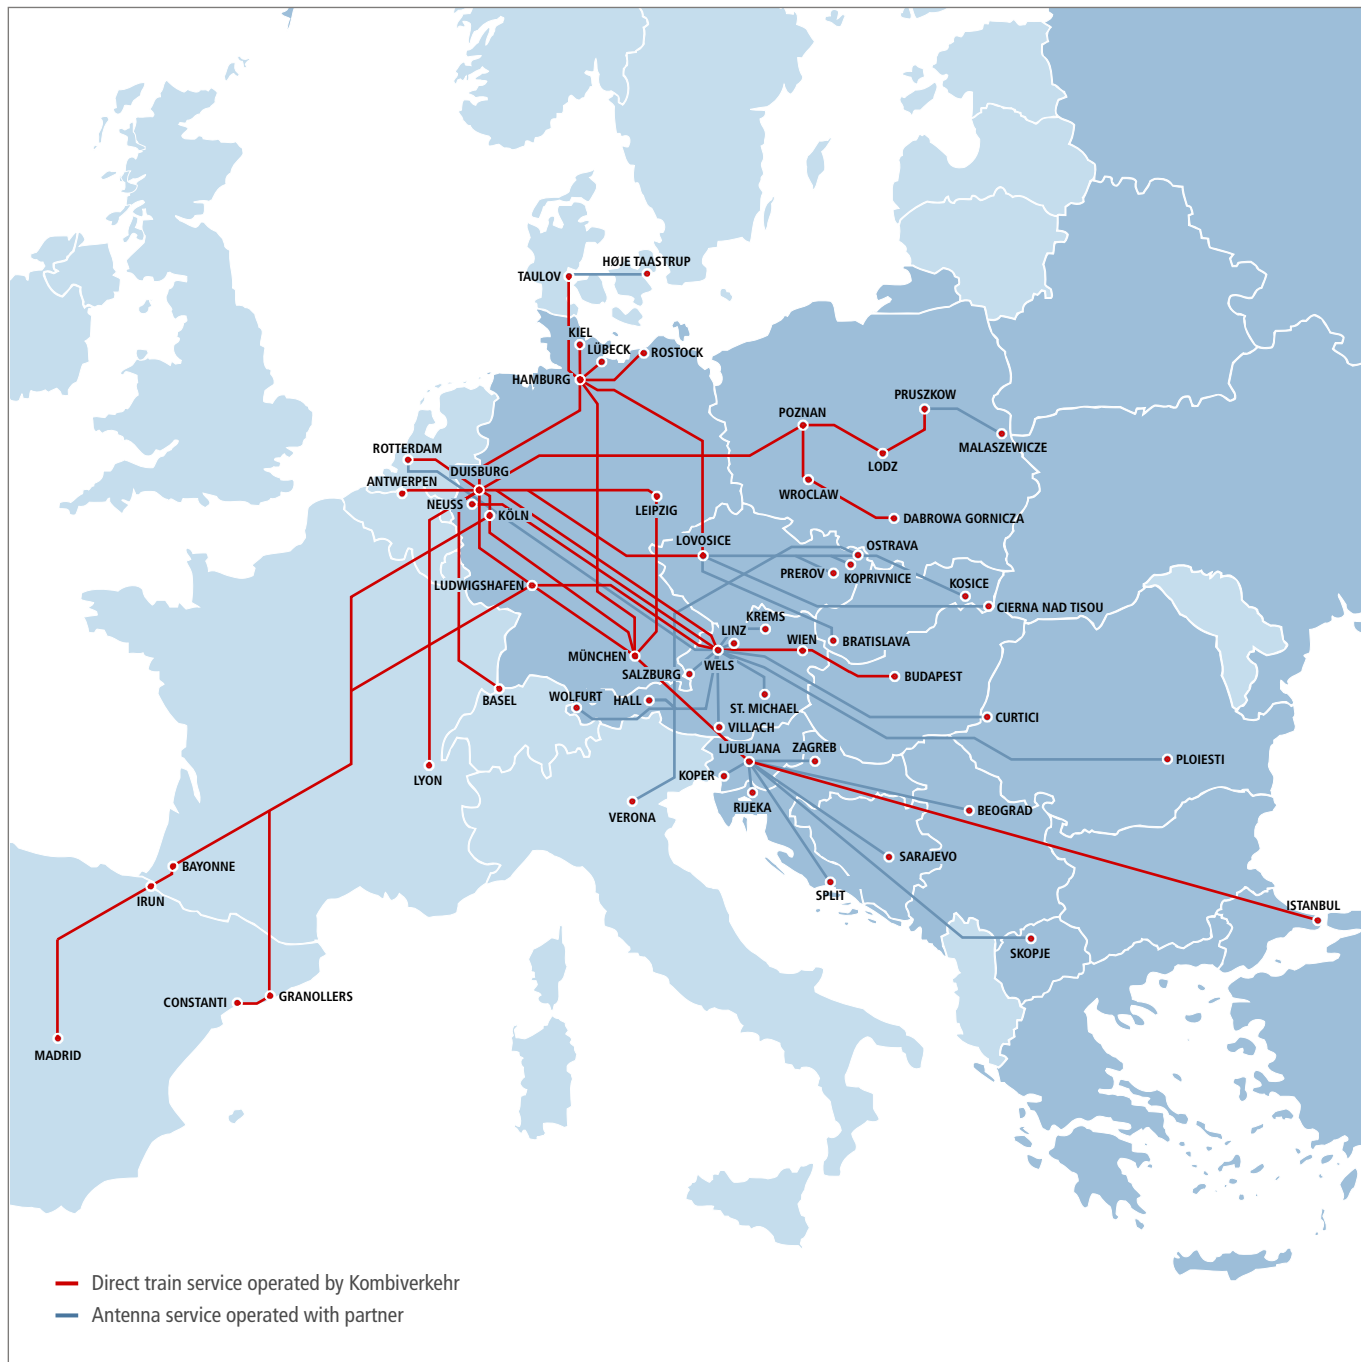 HØJE TAASTRUP
TAULOV
KIEL
LÜBECK
ROSTOCK
HAMBURG
PRUSZKOW
POZNAN
MALASZEWICZE
ROTTERDAM
LODZ
DUISBURG
ANTWERPEN
WROCLAW
NEUSS
KÖLN
LEIPZIG
DABROWA GORNICZA
LOVOSICE
OSTRAVA
PREROV
KOPRIVNICE
KOSICE
LUDWIGSHAFEN
CIERNA NAD TISOU
KREMS
LINZ
WIEN
BRATISLAVA
MÜNCHEN
WELS
SALZBURG
BUDAPEST
BASEL
WOLFURT
HALL
ST. MICHAEL
CURTICI
VILLACH
LJUBLJANA
ZAGREB
PLOIESTI
LYON
KOPER
RIJEKA
BEOGRAD
VERONA
SARAJEVO
BAYONNE
IRUN
SPLIT
ISTANBUL
SKOPJE
CONSTANTI
GRANOLLERS
MADRID
Direct train service operated by Kombiverkehr
Antenna service operated with partner